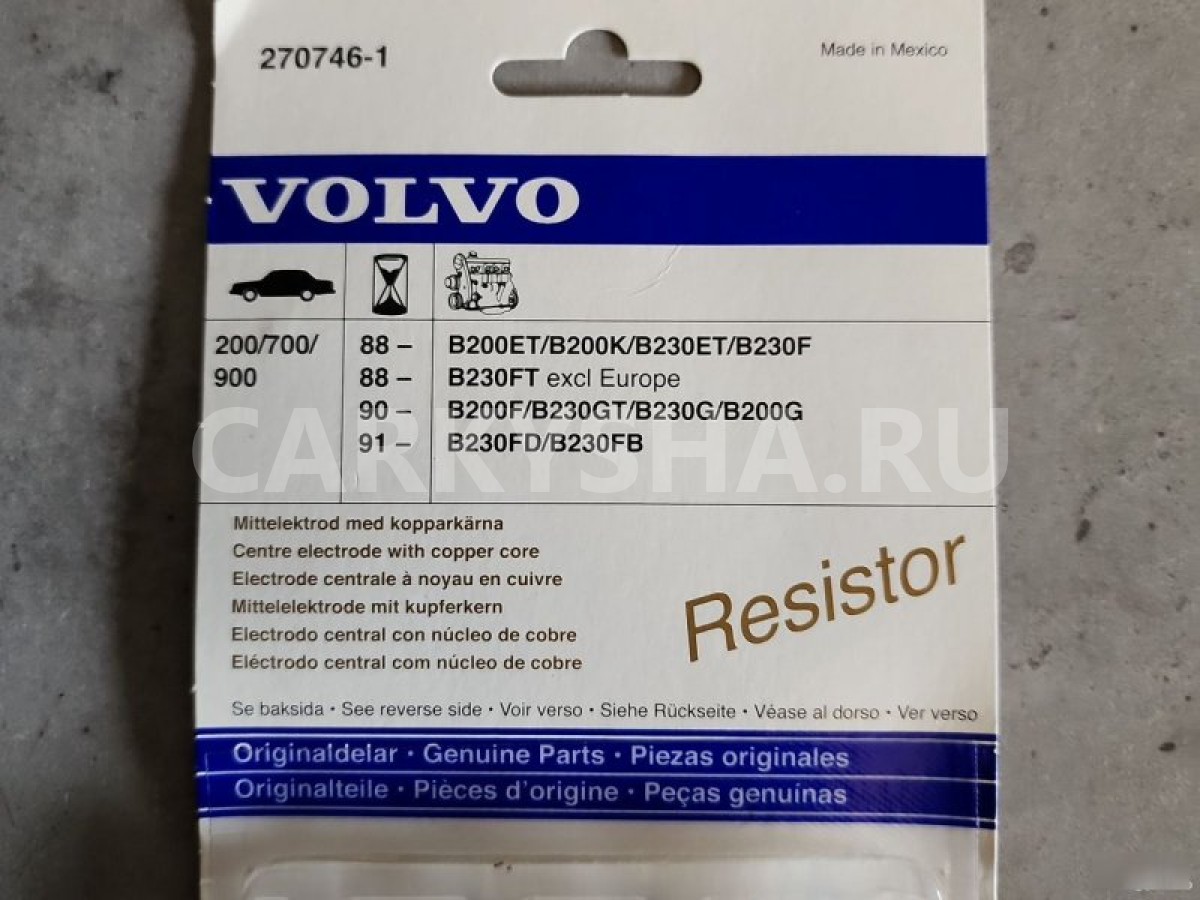 270746-1
Made in Mexico
VOLVO
200/700/ 88 – B200ET/B200K/B230ET/B230F
900 88 – B230FT excl Europe
90 – B200F/B230GT/B230G/B200G
91 – B230FD/B230FB
CARKYSHA.RU
Mittelektrod med kopparkärna
Centre electrode with copper core
Electrode centrale à noyau en cuivre
Mittelelektrode mit kupferkern
Electrodo central con núcleo de cobre
Eléctrodo central com núcleo de cobre
Resistor
Se baksida · See reverse side · Voir verso · Siehe Rückseite · Véase al dorso · Ver verso
Originaldelar · Genuine Parts · Piezas originales
Originalteile · Pièces d'origine · Peças genuínas